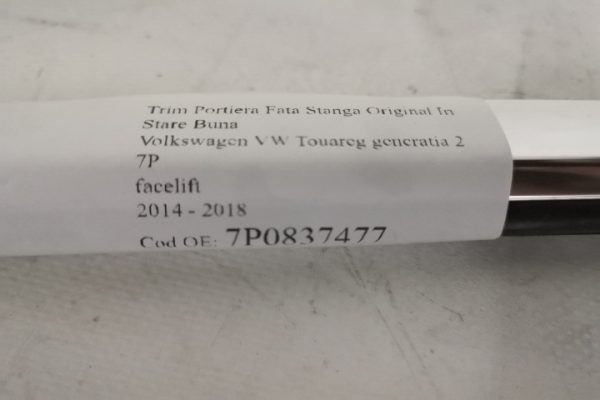 Trim Portiera Fata Stanga Original In
Stare Buna
Volkswagen VW Touareg generatia 2
7P
facelift
2014 - 2018
Cod OE: 7P0837477